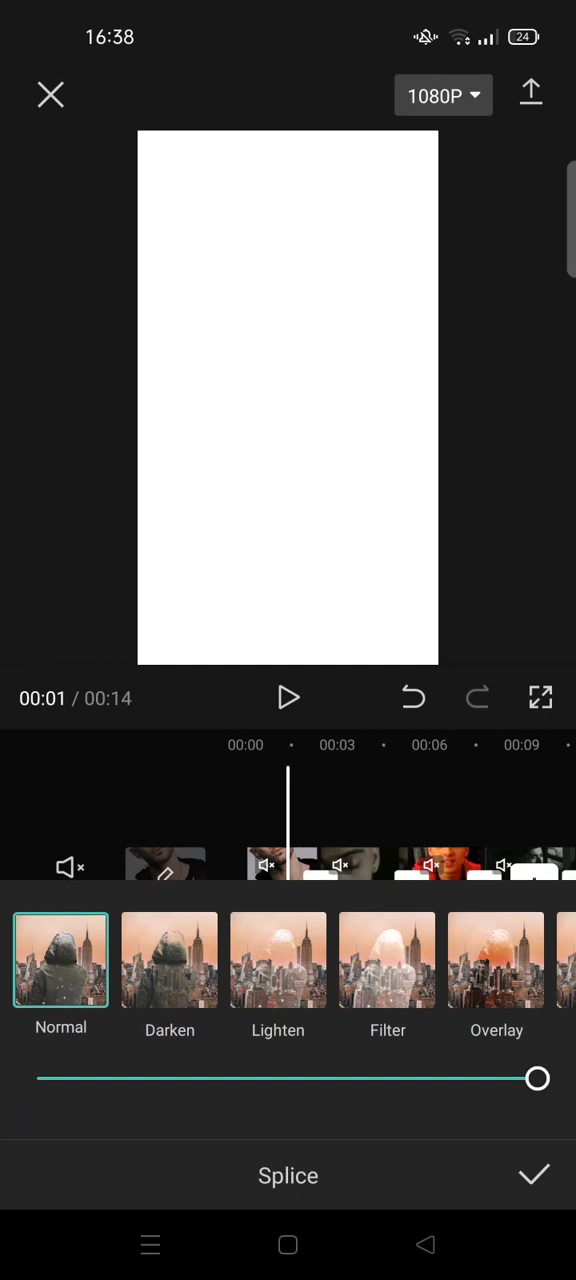 16:38
24
1080P
00:01 / 00:14
00:00 00:03 00:06 00:09
Normal Darken Lighten Filter Overlay
Splice